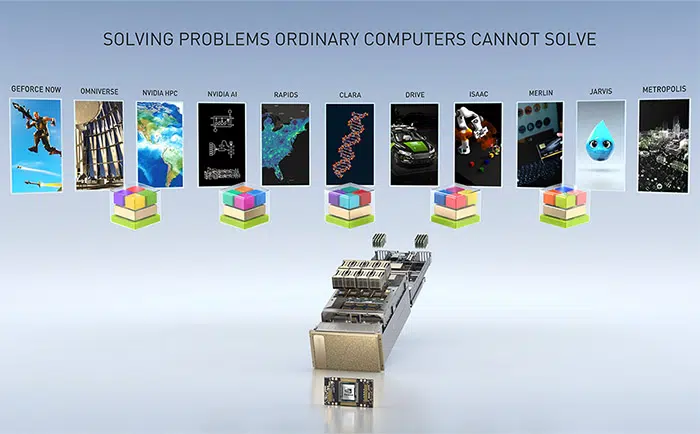 SOLVING PROBLEMS ORDINARY COMPUTERS CANNOT SOLVE
GEFORCE NOW
OMNIVERSE
NVIDIA HPC
NVIDIA AI
RAPIDS
CLARA
DRIVE
ISAAC
MERLIN
JARVIS
METROPOLIS